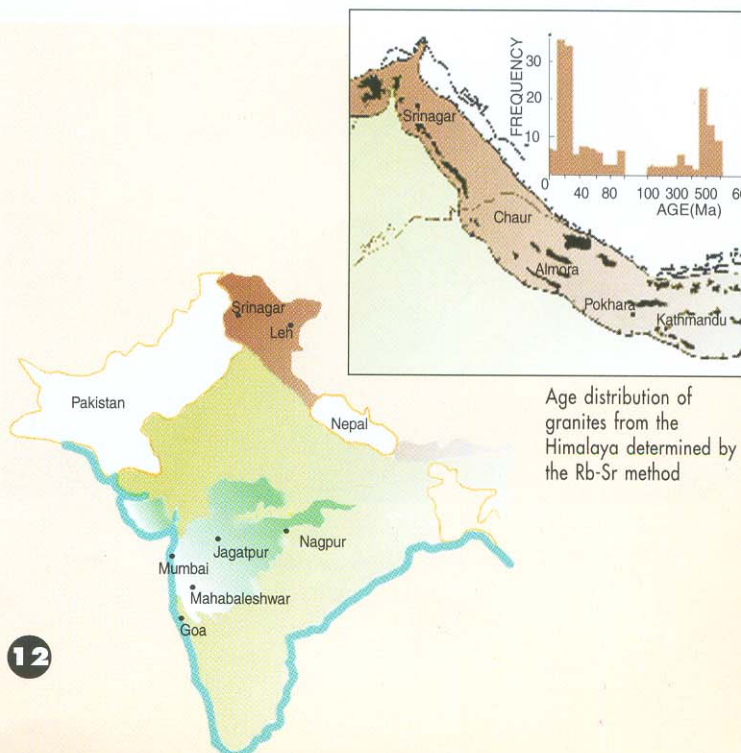 FREQUENCY
30
20
10
0
40 80 100 300 500 60
AGE(Ma)
Srinagar
Chaur
Almora
Pokhara
Kathmandu
Age distribution of
granites from the
Himalaya determined by
the Rb-Sr method
Srinagar
Leh
Pakistan
Nepal
Nagpur
Jagatpur
Mumbai
Mahabaleshwar
Goa
12